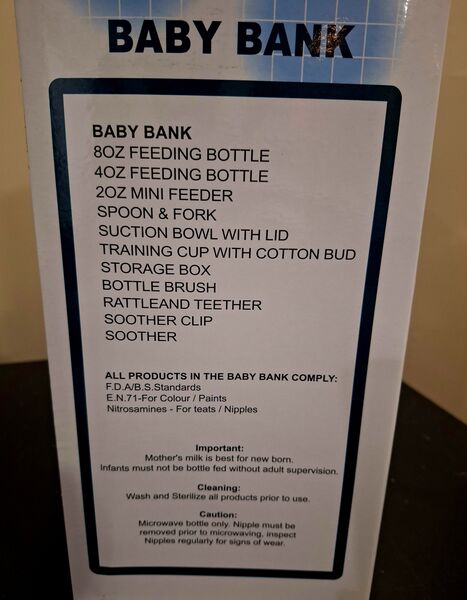 BABY BANK
BABY BANK
8OZ FEEDING BOTTLE
4OZ FEEDING BOTTLE
2OZ MINI FEEDER
SPOON & FORK
SUCTION BOWL WITH LID
TRAINING CUP WITH COTTON BUD
STORAGE BOX
BOTTLE BRUSH
RATTLEAND TEETHER
SOOTHER CLIP
SOOTHER
ALL PRODUCTS IN THE BABY BANK COMPLY:
F.D.A/B.S.Standards
E.N.71-For Colour / Paints
Nitrosamines - For teats / Nipples
Important:
Mother's milk is best for new born.
Infants must not be bottle fed without adult supervision.
Cleaning:
Wash and Sterilize all products prior to use.
Caution:
Microwave bottle only. Nipple must be
removed prior to microwaving, inspect
Nipples regularly for signs of wear.